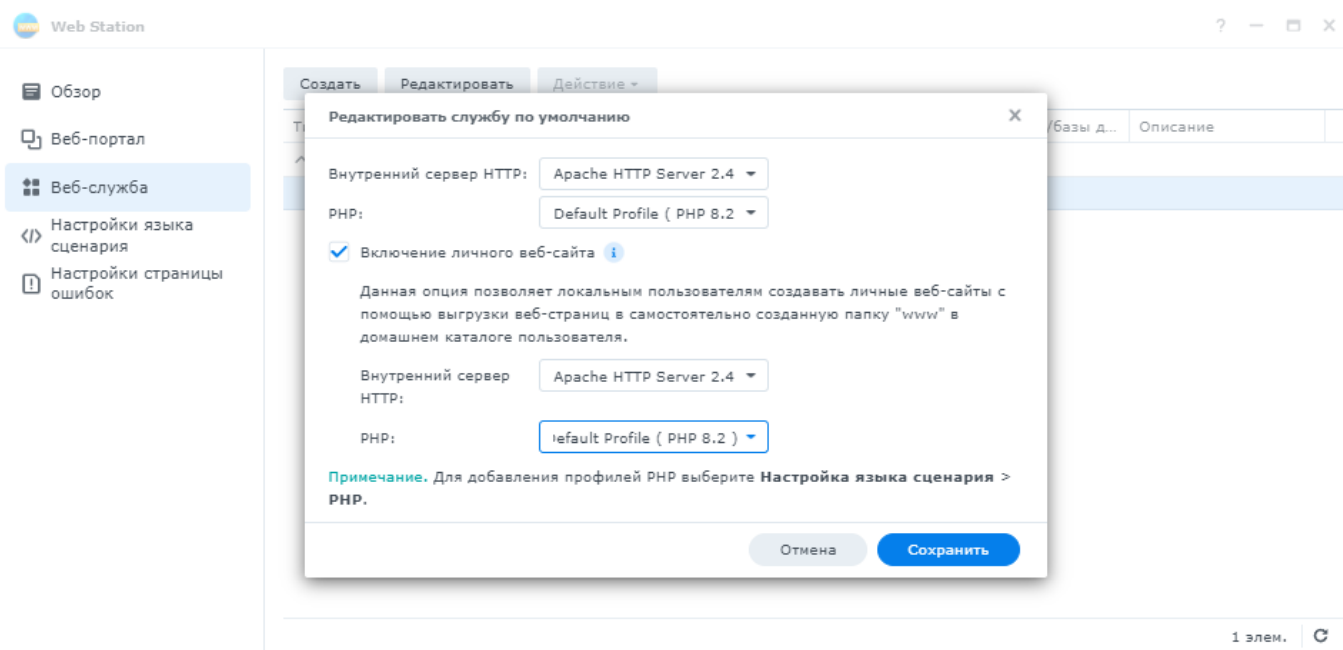 Web Station
?
Обзор
Веб-портал
Веб-служба
Настройки языка
сценария
Настройки страницы
ошибок
Создать Редактировать Действие
/базы д... Описание
Редактировать службу по умолчанию
Внутренний сервер HTTP: Apache HTTP Server 2.4
PHP: Default Profile ( PHP 8.2
Включение личного веб-сайта i
Данная опция позволяет локальным пользователям создавать личные веб-сайты с
помощью выгрузки веб-страниц в самостоятельно созданную папку "www" в
домашнем каталоге пользователя.
Внутренний сервер
HTTP:
Apache HTTP Server 2.4
PHP: efault Profile ( PHP 8.2 )
Примечание. Для добавления профилей PHP выберите Настройка языка сценария >
PHP.
Отмена Сохранить
1 элем.